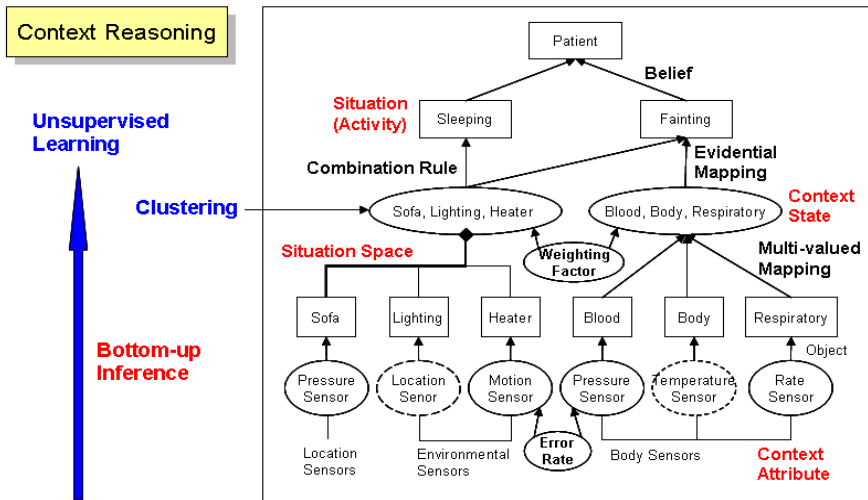 Context Reasoning
Patient
Belief
Situation
(Activity)
Sleeping
Fainting
Unsupervised
Learning
Combination Rule
Evidential
Mapping
Clustering
Sofa, Lighting, Heater
Blood, Body, Respiratory
Context
State
Situation Space
Weighting
Factor
Multi-valued
Mapping
Sofa
Lighting
Heater
Blood
Body
Respiratory
Bottom-up
Inference
Object
Pressure
Sensor
Location
Senor
Motion
Sensor
Pressure
Sensor
Temperature
Sensor
Rate
Sensor
Location
Sensors
Environmental
Sensors
Error
Rate
Body Sensors
Context
Attribute